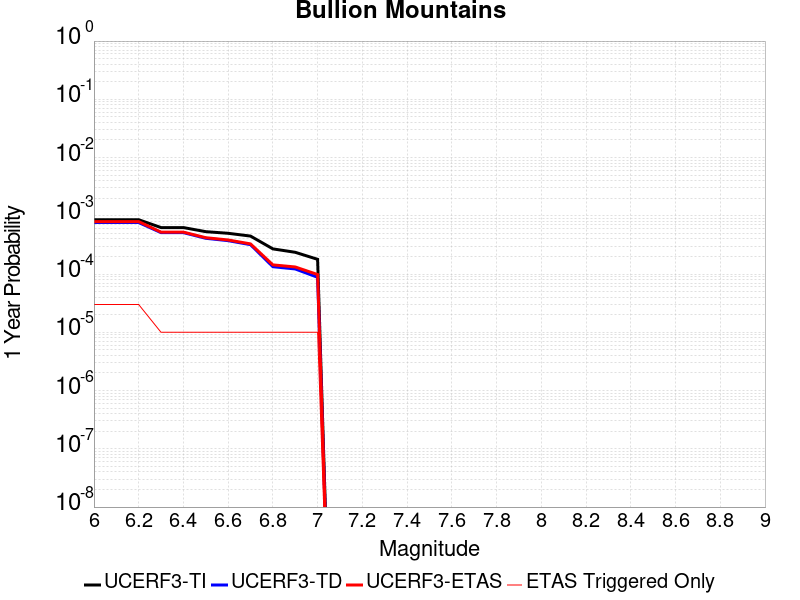 Bullion Mountains
10^0
10^-1
10^-2
10^-3
10^-4
10^-5
10^-6
10^-7
10^-8
1 Year Probability
6 6.2 6.4 6.6 6.8 7 7.2 7.4 7.6 7.8 8 8.2 8.4 8.6 8.8 9
Magnitude
UCERF3-TI UCERF3-TD UCERF3-ETAS ETAS Triggered Only